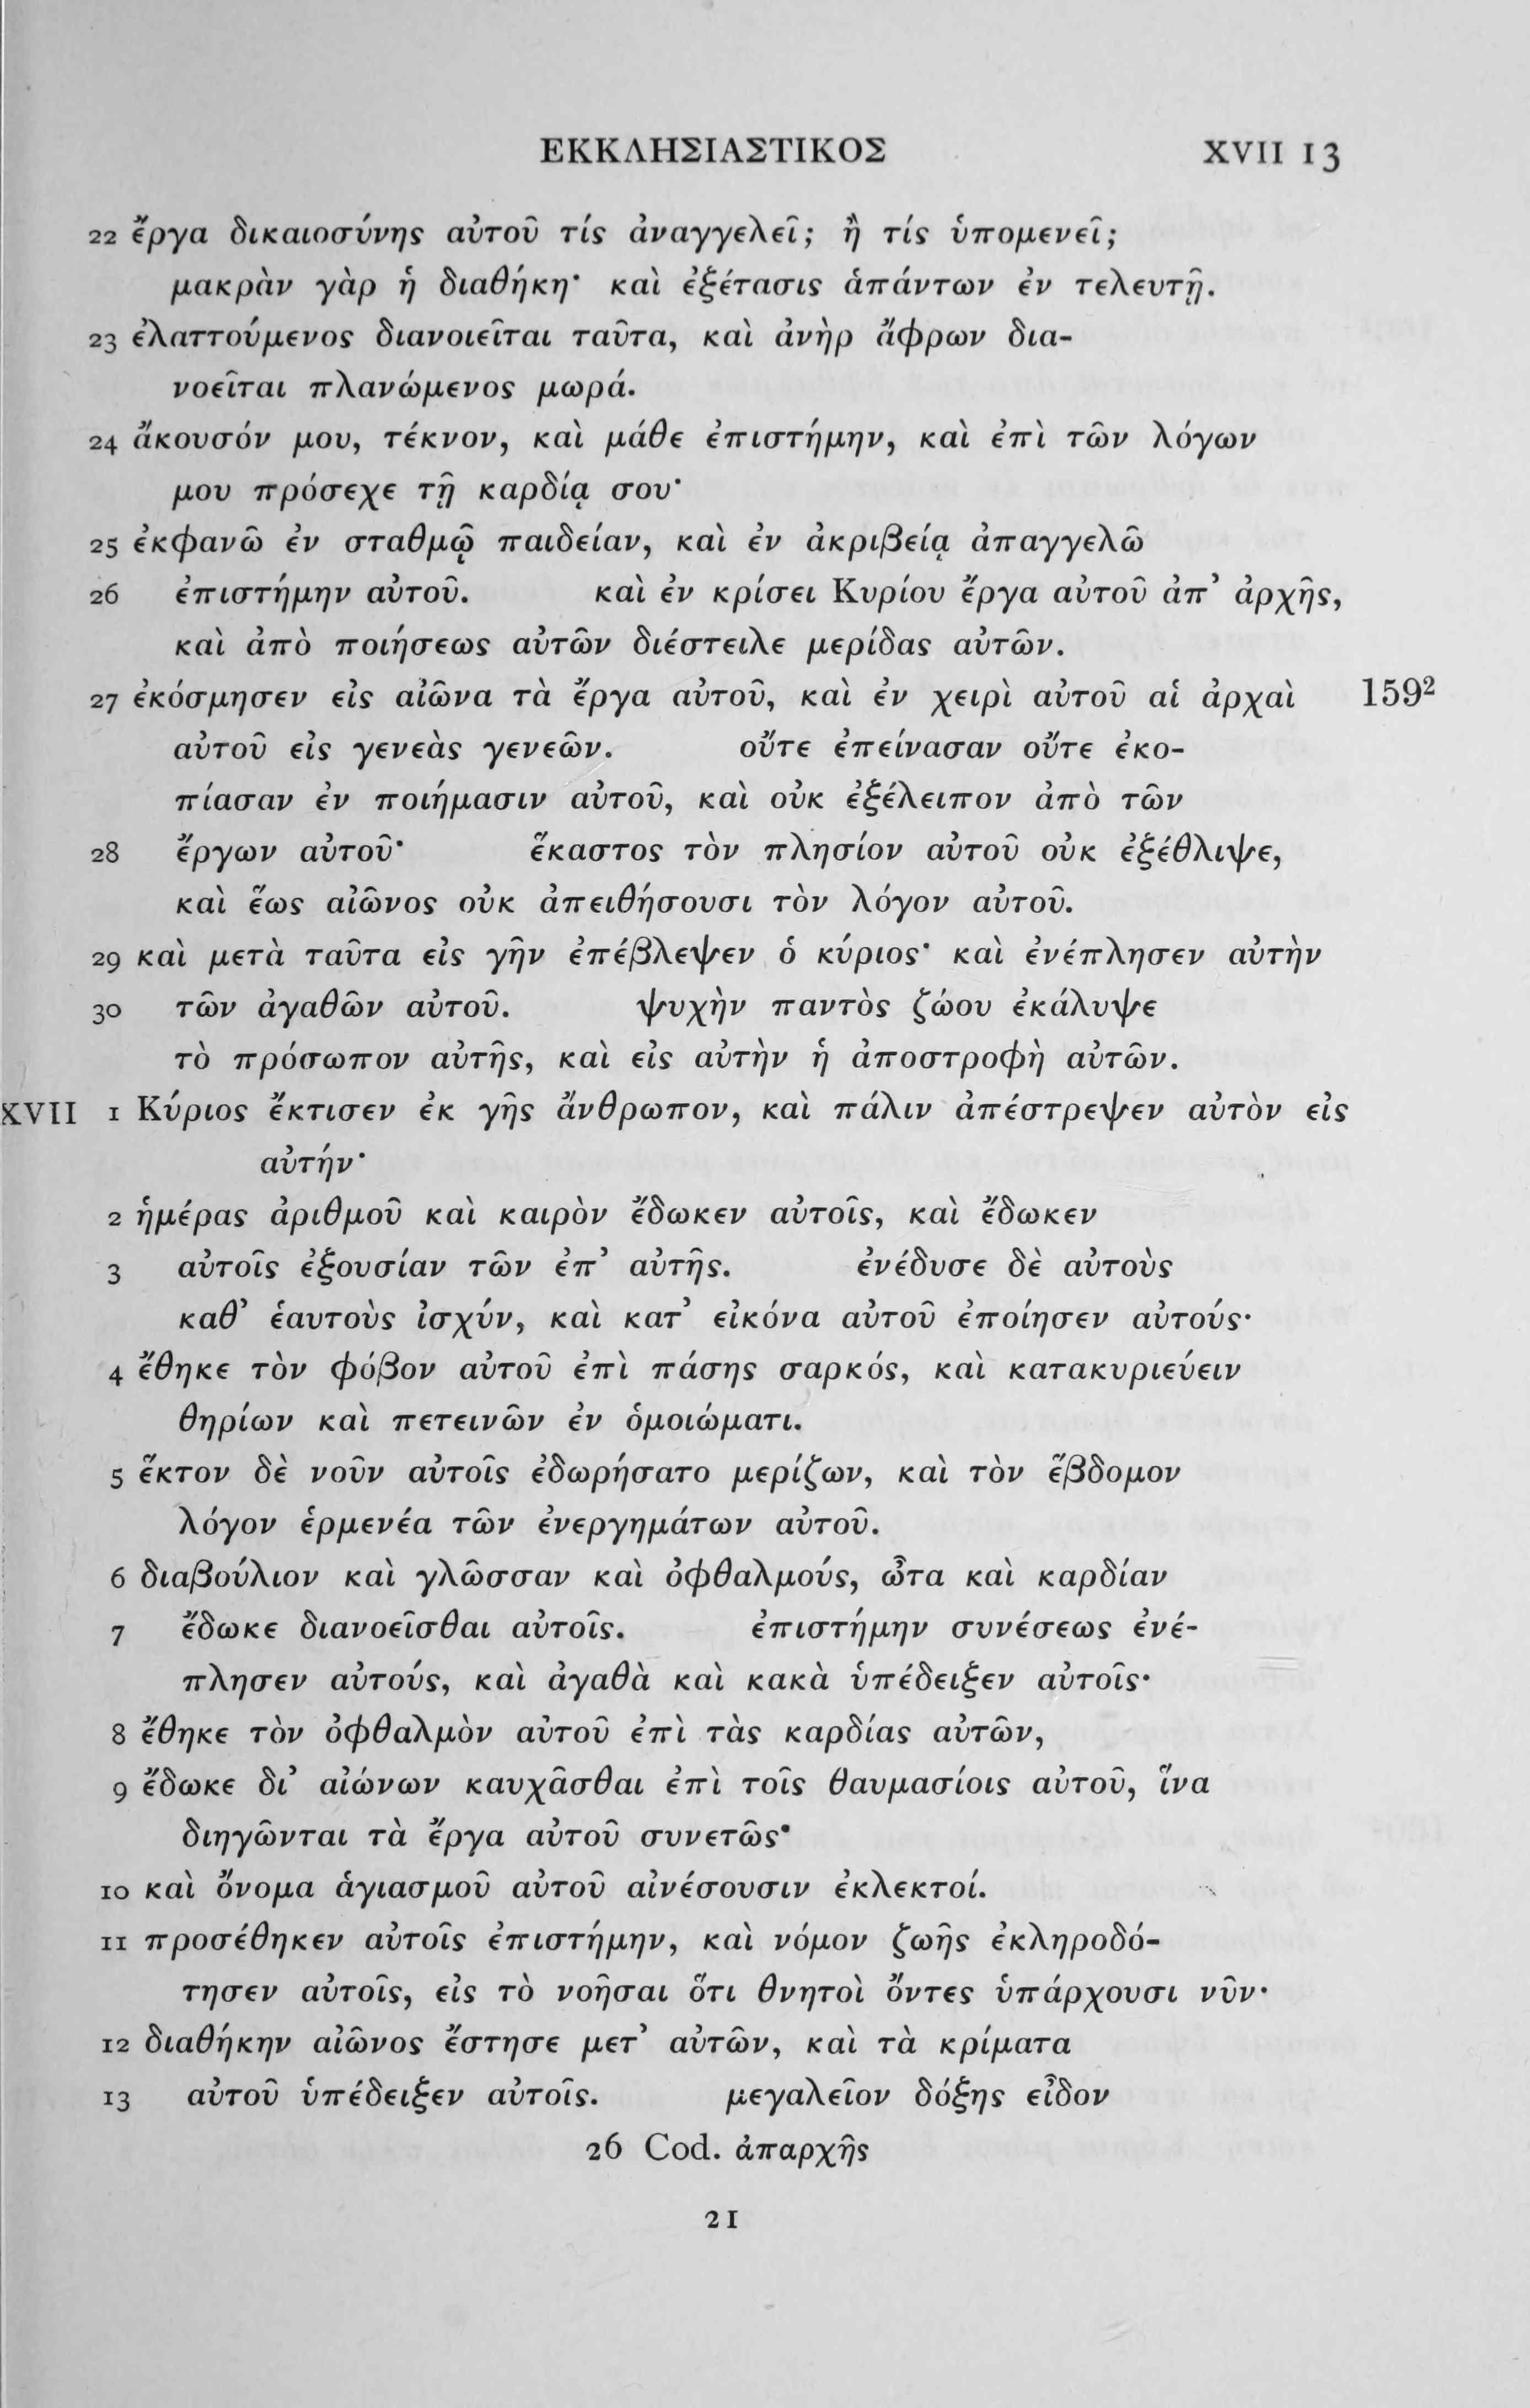 ΕΚΚΛΗΣΙΑΣΤΙΚΟΣ XVII 13
22 ἔργα δικαιοσύνης αὐτοῦ τίς ἀναγγελεῖ; ἢ τίς ὑπομενεῖ;
μακρὰν γὰρ ἡ διαθήκη· καὶ ἐξέτασις ἁπάντων ἐν τελευτῇ.
23 ἐλαττούμενος διανοιεῖται ταῦτα, καὶ ἀνὴρ ἄφρων δια-
νοεῖται πλανώμενος μωρά.
24 ἄκουσόν μου, τέκνον, καὶ μάθε ἐπιστήμην, καὶ ἐπὶ τῶν λόγων
μου πρόσεχε τῇ καρδίᾳ σου·
25 ἐκφανῶ ἐν σταθμῷ παιδείαν, καὶ ἐν ἀκριβείᾳ ἀπαγγελῶ
26 ἐπιστήμην αὐτοῦ. καὶ ἐν κρίσει Κυρίου ἔργα αὐτοῦ ἀπ’ ἀρχῆς,
καὶ ἀπὸ ποιήσεως αὐτῶν διέστειλε μερίδας αὐτῶν.
27 ἐκόσμησεν εἰς αἰῶνα τὰ ἔργα αὐτοῦ, καὶ ἐν χειρὶ αὐτοῦ αἱ ἀρχαὶ 159²
αὐτοῦ εἰς γενεὰς γενεῶν. οὔτε ἐπείνασαν οὔτε ἐκο-
πίασαν ἐν ποιήμασιν αὐτοῦ, καὶ οὐκ ἐξέλειπον ἀπὸ τῶν
28 ἔργων αὐτοῦ· ἕκαστος τὸν πλησίον αὐτοῦ οὐκ ἐξέθλιψε,
καὶ ἕως αἰῶνος οὐκ ἀπειθήσουσι τὸν λόγον αὐτοῦ.
29 καὶ μετὰ ταῦτα εἰς γῆν ἐπέβλεψεν ὁ κύριος· καὶ ἐνέπλησεν αὐτὴν
30 τῶν ἀγαθῶν αὐτοῦ. ψυχὴν παντὸς ζώου ἐκάλυψε
τὸ πρόσωπον αὐτῆς, καὶ εἰς αὐτὴν ἡ ἀποστροφὴ αὐτῶν.
XVII 1 Κύριος ἔκτισεν ἐκ γῆς ἄνθρωπον, καὶ πάλιν ἀπέστρεψεν αὐτὸν εἰς
αὐτήν·
2 ἡμέρας ἀριθμοῦ καὶ καιρὸν ἔδωκεν αὐτοῖς, καὶ ἔδωκεν
3 αὐτοῖς ἐξουσίαν τῶν ἐπ’ αὐτῆς. ἐνέδυσε δὲ αὐτοὺς
καθ’ ἑαυτοὺς ἰσχύν, καὶ κατ’ εἰκόνα αὐτοῦ ἐποίησεν αὐτούς·
4 ἔθηκε τὸν φόβον αὐτοῦ ἐπὶ πάσης σαρκός, καὶ κατακυριεύειν
θηρίων καὶ πετεινῶν ἐν ὁμοιώματι.
5 ἕκτον δὲ νοῦν αὐτοῖς ἐδωρήσατο μερίζων, καὶ τὸν ἕβδομον
λόγον ἑρμενέα τῶν ἐνεργημάτων αὐτοῦ.
6 διαβούλιον καὶ γλῶσσαν καὶ ὀφθαλμούς, ὦτα καὶ καρδίαν
7 ἔδωκε διανοεῖσθαι αὐτοῖς. ἐπιστήμην συνέσεως ἐνέ-
πλησεν αὐτούς, καὶ ἀγαθὰ καὶ κακὰ ὑπέδειξεν αὐτοῖς·
8 ἔθηκε τὸν ὀφθαλμὸν αὐτοῦ ἐπὶ τὰς καρδίας αὐτῶν,
9 ἔδωκε δι’ αἰώνων καυχᾶσθαι ἐπὶ τοῖς θαυμασίοις αὐτοῦ, ἵνα
διηγῶνται τὰ ἔργα αὐτοῦ συνετῶς·
10 καὶ ὄνομα ἁγιασμοῦ αὐτοῦ αἰνέσουσιν ἐκλεκτοί.
11 προσέθηκεν αὐτοῖς ἐπιστήμην, καὶ νόμον ζωῆς ἐκληροδό-
τησεν αὐτοῖς, εἰς τὸ νοῆσαι ὅτι θνητοὶ ὄντες ὑπάρχουσι νῦν·
12 διαθήκην αἰῶνος ἔστησε μετ’ αὐτῶν, καὶ τὰ κρίματα
13 αὐτοῦ ὑπέδειξεν αὐτοῖς. μεγαλεῖον δόξης εἶδον
26 Cod. ἀπαρχῆς
21